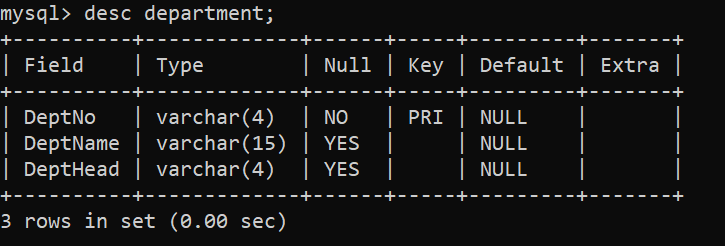 mysql> desc department;
+----------+-------------+------+-----+---------+-------+
| Field    | Type        | Null | Key | Default | Extra |
+----------+-------------+------+-----+---------+-------+
| DeptNo   | varchar(4)  | NO   | PRI | NULL    |       |
| DeptName | varchar(15) | YES  |     | NULL    |       |
| DeptHead | varchar(4)  | YES  |     | NULL    |       |
+----------+-------------+------+-----+---------+-------+
3 rows in set (0.00 sec)